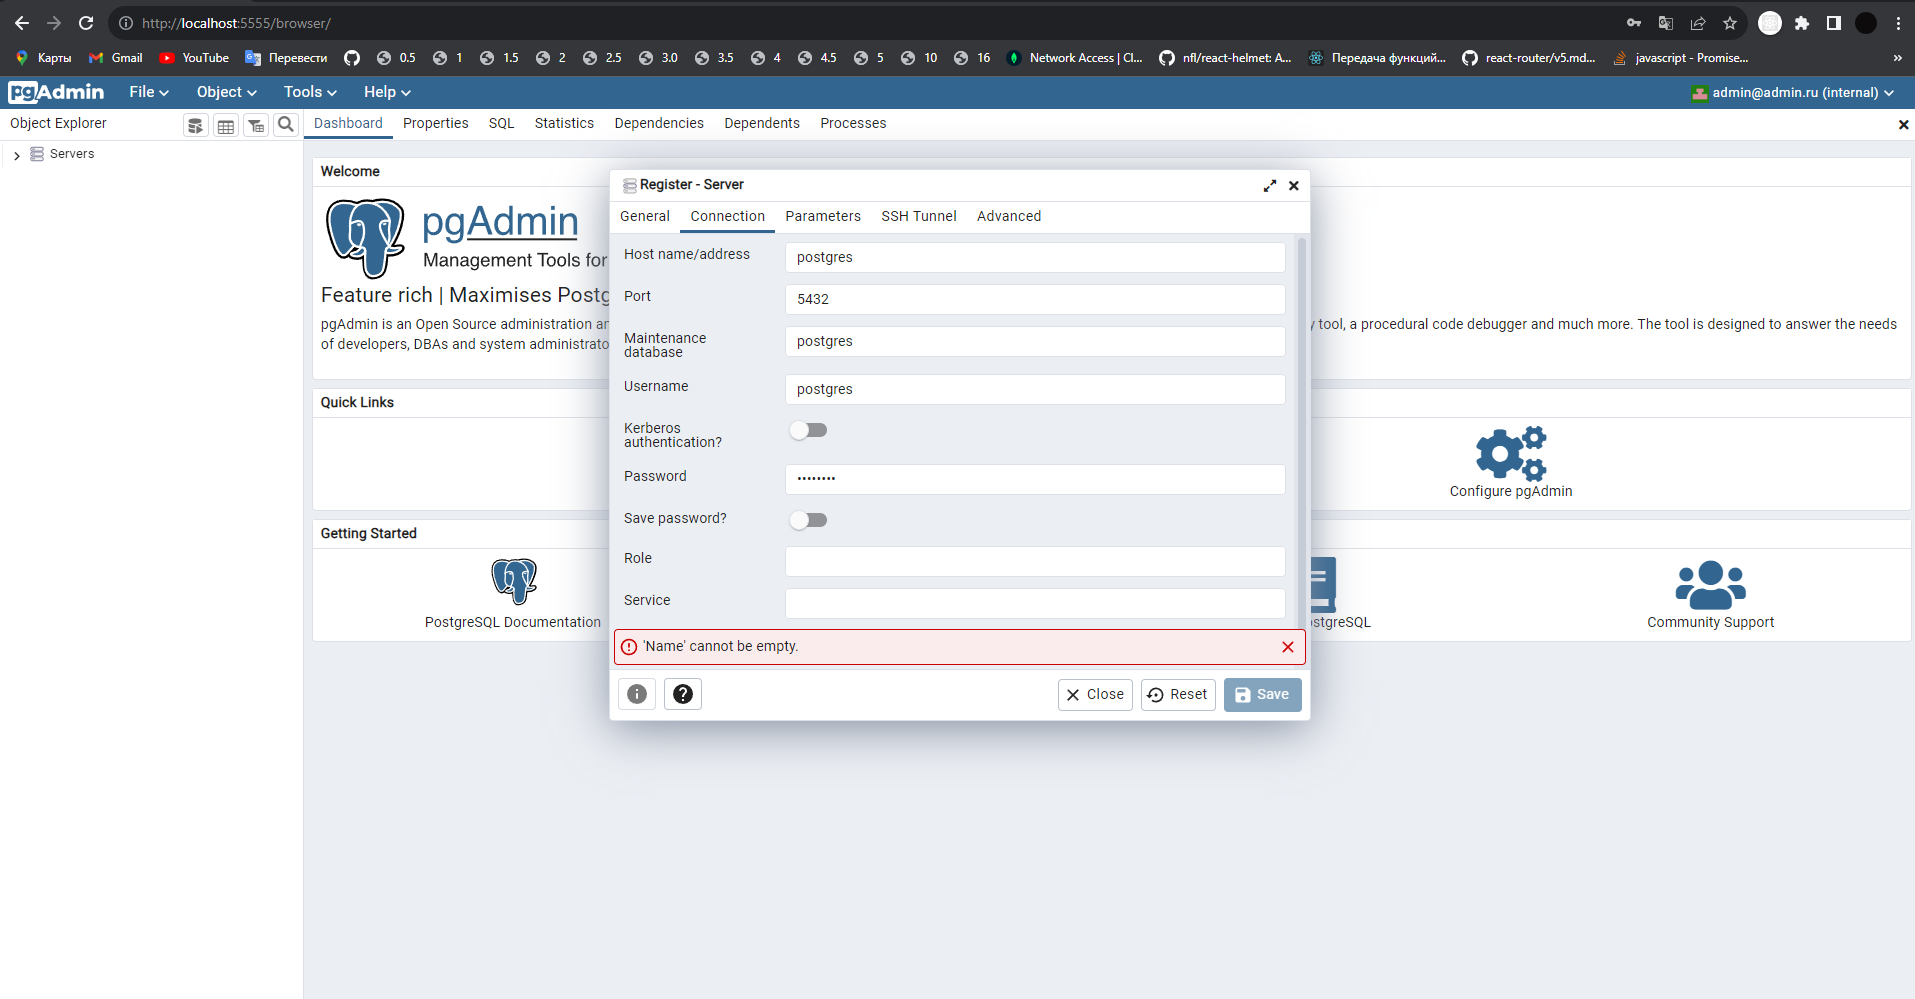 http://localhost:5555/browser/
Карты Gmail YouTube Перевести 0.5 1 1.5 2 2.5 3.0 3.5 4 4.5 5 10 16 Network Access | Cl... nfl/react-helmet: A... Передача функций... react-router/v5.md... javascript - Promise... »
pgAdmin File Object Tools Help admin@admin.ru (internal)
Object Explorer Dashboard Properties SQL Statistics Dependencies Dependents Processes
Servers
Welcome
pgAdmin
Management Tools for
Feature rich | Maximises Postg
pgAdmin is an Open Source administration an
y tool, a procedural code debugger and much more. The tool is designed to answer the needs
of developers, DBAs and system administrato
Quick Links
Configure pgAdmin
Getting Started
PostgreSQL Documentation
ostgreSQL
Community Support
Register - Server
General Connection Parameters SSH Tunnel Advanced
Host name/address postgres
Port 5432
Maintenance
database
postgres
Username postgres
Kerberos
authentication?
Password ••••••••
Save password?
Role
Service
'Name' cannot be empty.
Close Reset Save